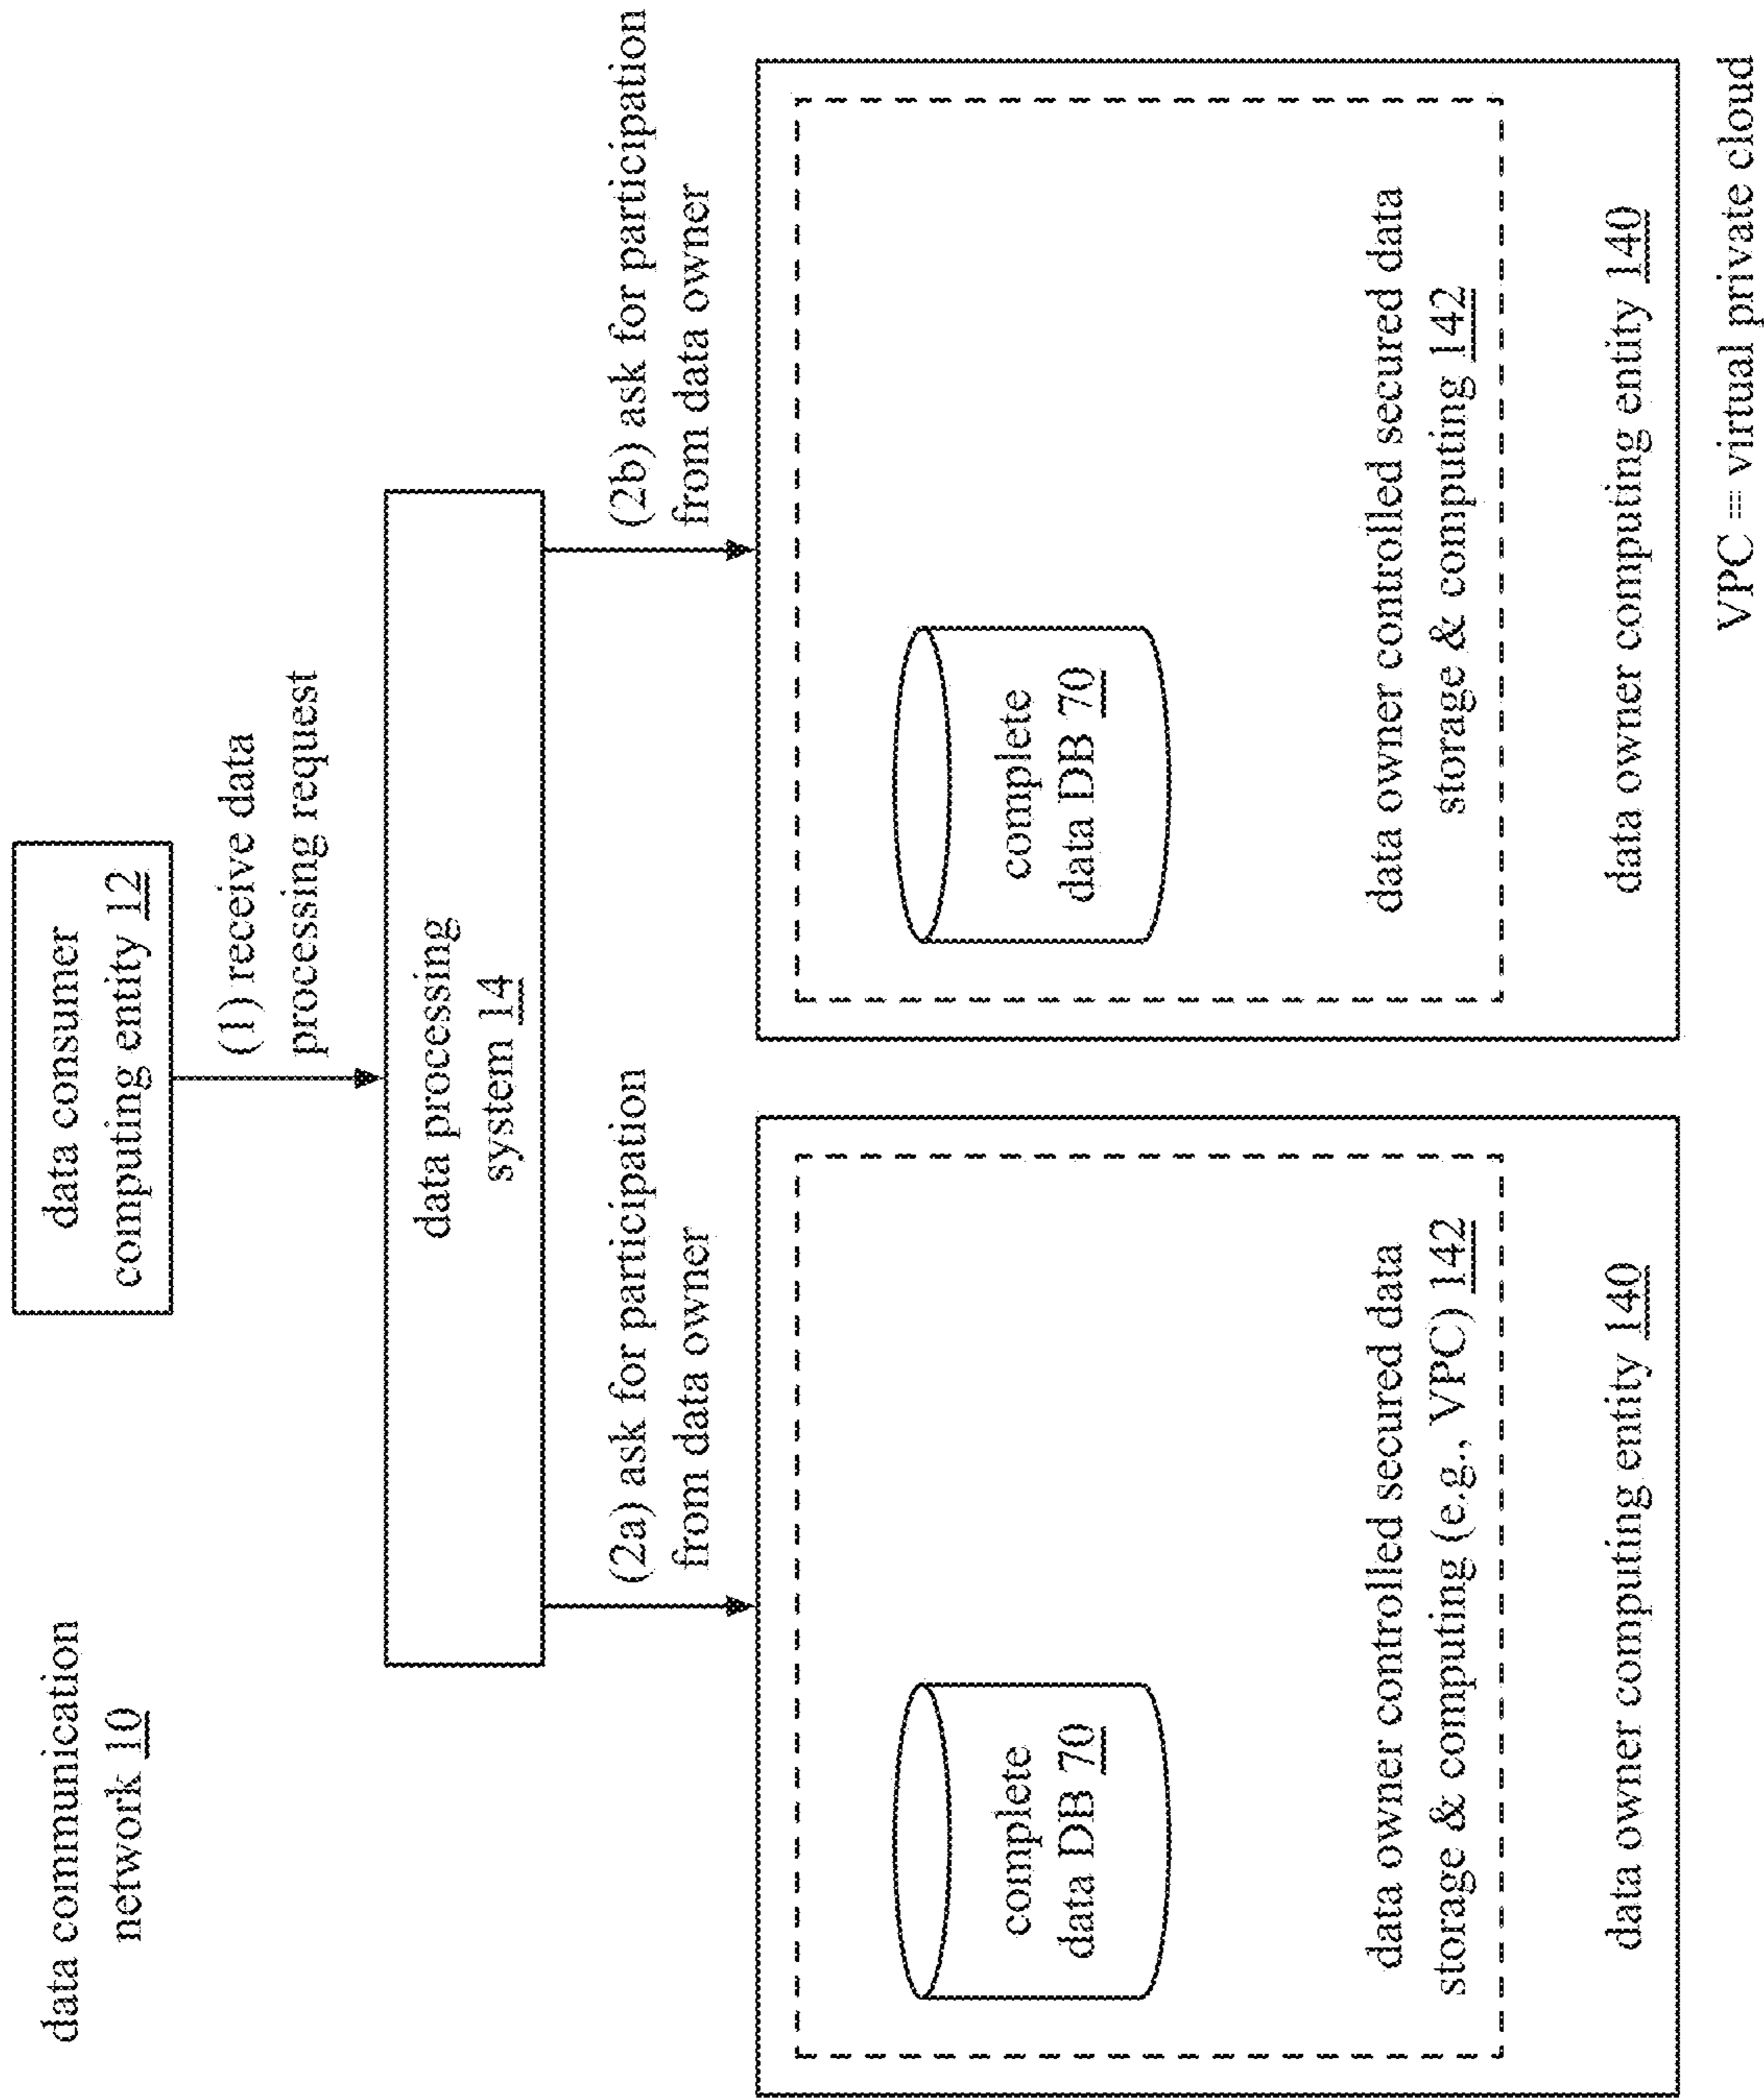 data communication
network 10
data consumer
computing entity 12
(1) receive data
processing request
data processing
system 14
(2a) ask for participation
from data owner
(2b) ask for participation
from data owner
complete
data DB 70
data owner controlled secured data
storage & computing (e.g., VPC) 142
data owner computing entity 140
complete
data DB 70
data owner controlled secured data
storage & computing 142
data owner computing entity 140
VPC = virtual private cloud